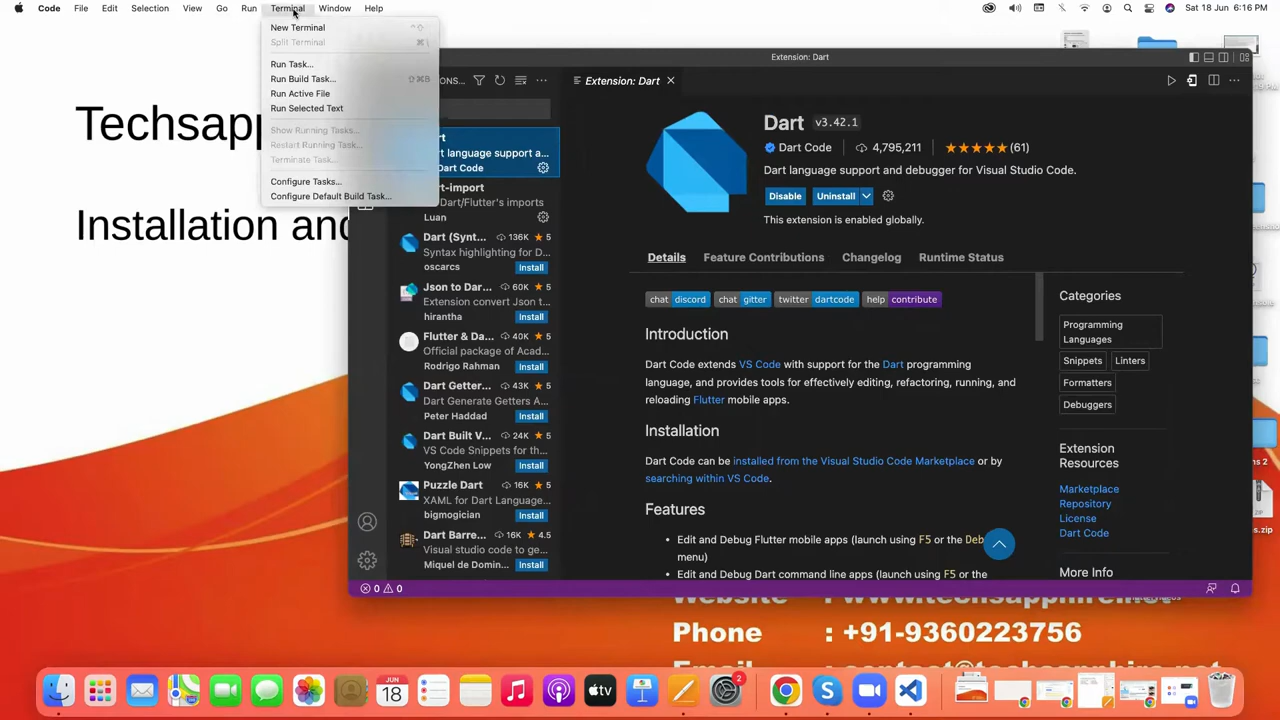 Code File Edit Selection View Go Run Terminal Window Help
Sat 18 Jun 6:16 PM
New Terminal
Split Terminal
Run Task...
Run Build Task... ⇧⌘B
Run Active File
Run Selected Text
Show Running Tasks...
Restart Running Task...
Terminate Task...
Configure Tasks...
Configure Default Build Task...
Installation and
Extension: Dart
Extension: Dart
Dart language support a...
Dart Code
Dart/Flutter's imports
Luan
Dart (Synt... 136K ★ 5
Syntax highlighting for D...
oscarcs Install
Json to Dar... 60K ★ 5
Extension convert Json t...
hirantha Install
Flutter & Da... 40K ★ 5
Official package of Acad...
Rodrigo Rahman Install
Dart Getter... 43K ★ 5
Dart Generate Getters A...
Peter Haddad Install
Dart Built V... 24K ★ 5
VS Code Snippets for th...
YongZhen Low Install
Puzzle Dart 16K ★ 5
XAML for Dart Language...
bigmogician Install
Dart Barre... 16K ★ 4.5
Visual studio code to ge...
Miquel de Domin... Install
Dart v3.42.1
Dart Code 4,795,211 ★★★★★ (61)
Dart language support and debugger for Visual Studio Code.
Disable Uninstall
This extension is enabled globally.
Details Feature Contributions Changelog Runtime Status
chat discord chat gitter twitter dartcode help contribute
Introduction
Dart Code extends VS Code with support for the Dart programming
language, and provides tools for effectively editing, refactoring, running, and
reloading Flutter mobile apps.
Installation
Dart Code can be installed from the Visual Studio Code Marketplace or by
searching within VS Code.
Features
• Edit and Debug Flutter mobile apps (launch using F5 or the Deb
menu)
• Edit and Debug Dart command line apps (launch using F5 or the
Categories
Programming
Languages
Snippets Linters
Formatters
Debuggers
Extension
Resources
Marketplace
Repository
License
Dart Code
More Info
0 0
Website : www.techsapphire.net
Phone : +91-9360223756
Email : contact@techsapphire.net
JUN
18
2
tv